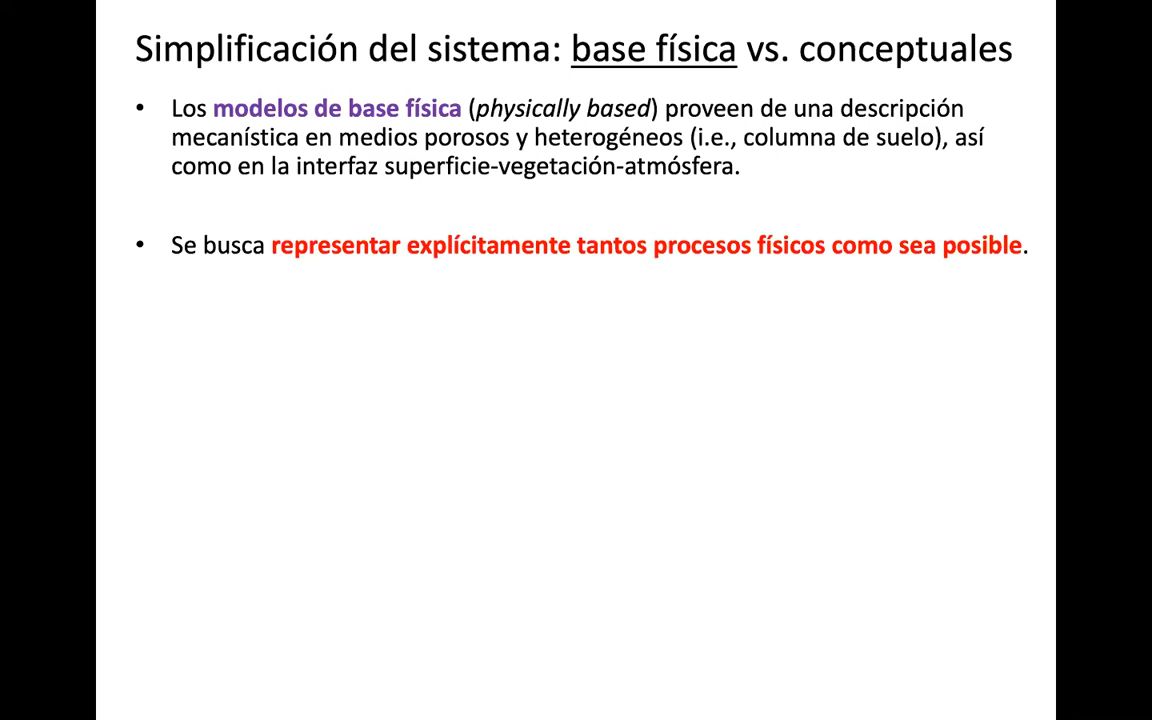 Simplificación del sistema: base física vs. conceptuales
• Los modelos de base física (physically based) proveen de una descripción
mecanística en medios porosos y heterogéneos (i.e., columna de suelo), así
como en la interfaz superficie-vegetación-atmósfera.
• Se busca representar explícitamente tantos procesos físicos como sea posible.